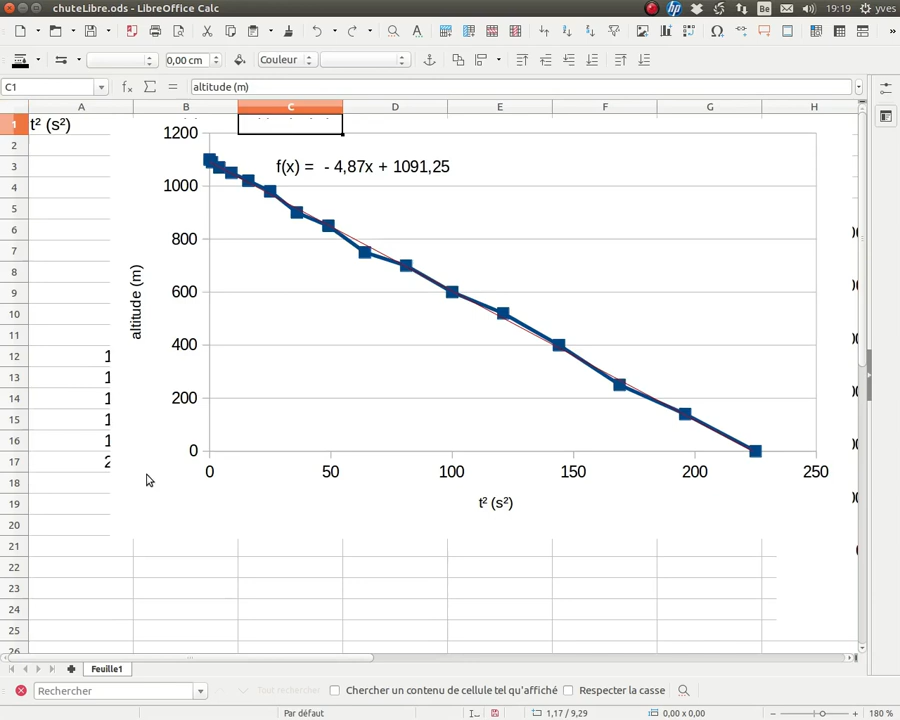 chuteLibre.ods - LibreOffice Calc
Be
19:19
yves
0,00 cm
Couleur
C1
altitude (m)
A B C D E F G H
1 t² (s²)
2
3
4
5
6
7
8
9
10
11
12
13
14
15
16
17
18
19
20
21
22
23
24
25
26
f(x) = - 4,87x + 1091,25
1200
1000
800
600
400
200
0
altitude (m)
0 50 100 150 200 250
t² (s²)
Feuille1
Rechercher
Tout rechercher
Chercher un contenu de cellule tel qu'affiché
Respecter la casse
Par défaut
1,17 / 9,29
0,00 x 0,00
180 %